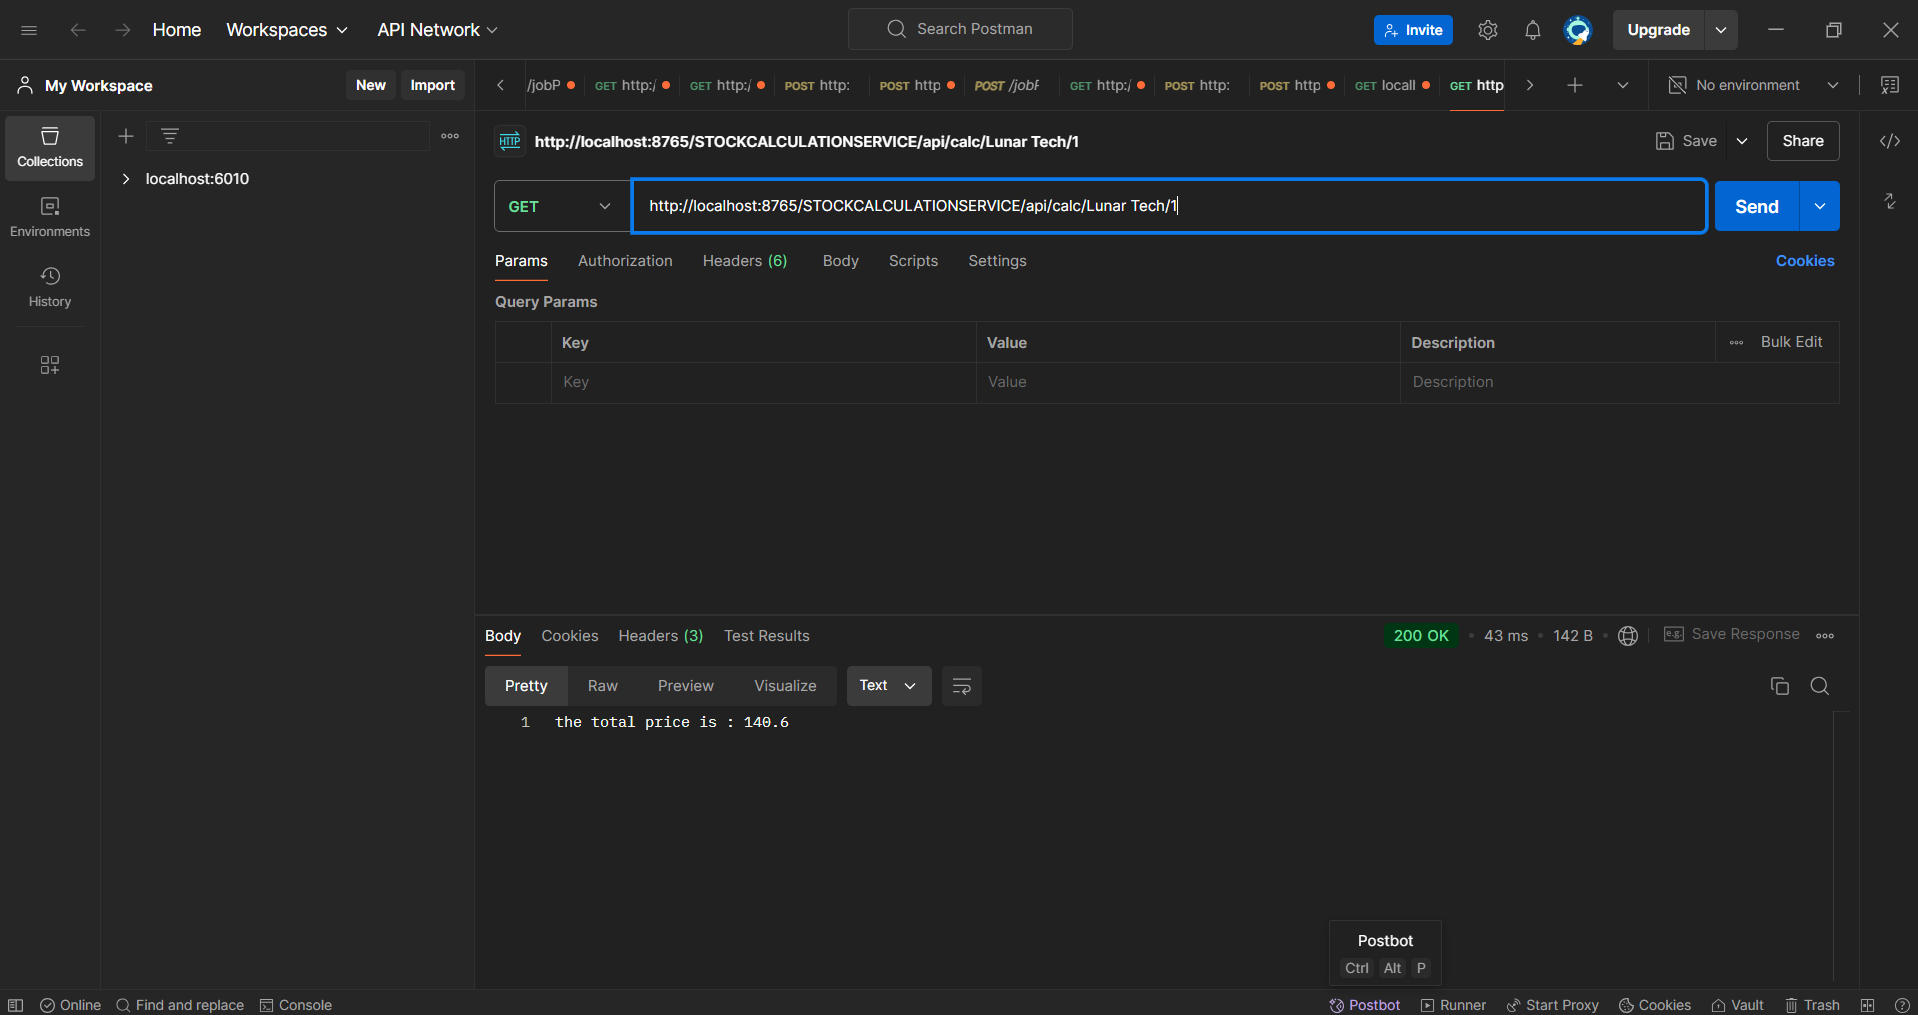 Home Workspaces API Network Search Postman Invite Upgrade
My Workspace New Import /jobP GET http:/ GET http:/ POST http: POST http POST /jobF GET http:/ POST http: POST http GET locall GET http No environment
HTTP http://localhost:8765/STOCKCALCULATIONSERVICE/api/calc/Lunar Tech/1 Save Share
Collections
localhost:6010
GET http://localhost:8765/STOCKCALCULATIONSERVICE/api/calc/Lunar Tech/1 Send
Environments
Params Authorization Headers (6) Body Scripts Settings Cookies
History
Query Params
Key Value Description Bulk Edit
Key Value Description
Body Cookies Headers (3) Test Results 200 OK 43 ms 142 B e.g. Save Response
Pretty Raw Preview Visualize Text
1 the total price is : 140.6
Postbot
Ctrl Alt P
Online Find and replace Console Postbot Runner Start Proxy Cookies Vault Trash